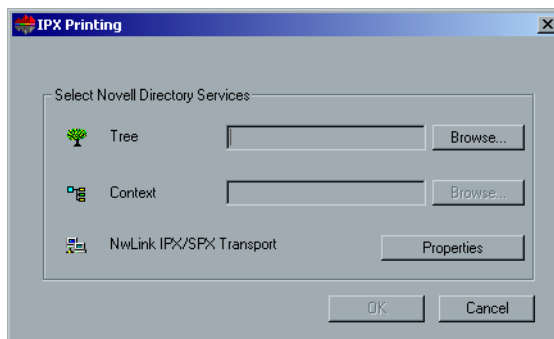 IPX Printing
Select Novell Directory Services
Tree
Browse...
Context
Browse...
NwLink IPX/SPX Transport
Properties
OK
Cancel